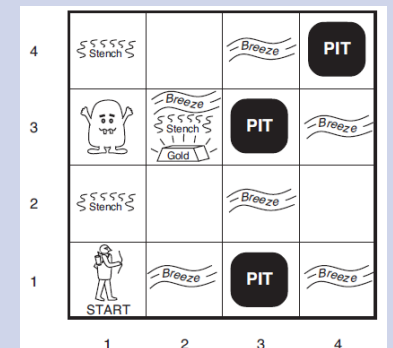 4
Stench
Breeze
PIT
3
Breeze
Stench
Gold
PIT
Breeze
2
Stench
Breeze
1
START
Breeze
PIT
Breeze
1 2 3 4